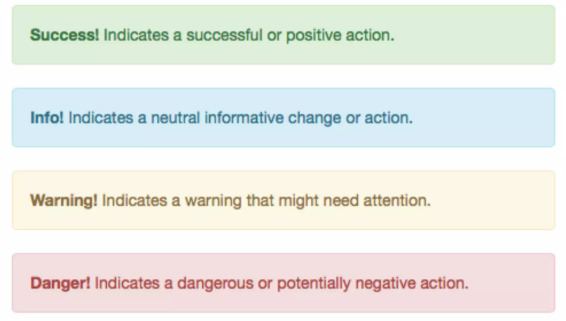 Success! Indicates a successful or positive action.
Info! Indicates a neutral informative change or action.
Warning! Indicates a warning that might need attention.
Danger! Indicates a dangerous or potentially negative action.